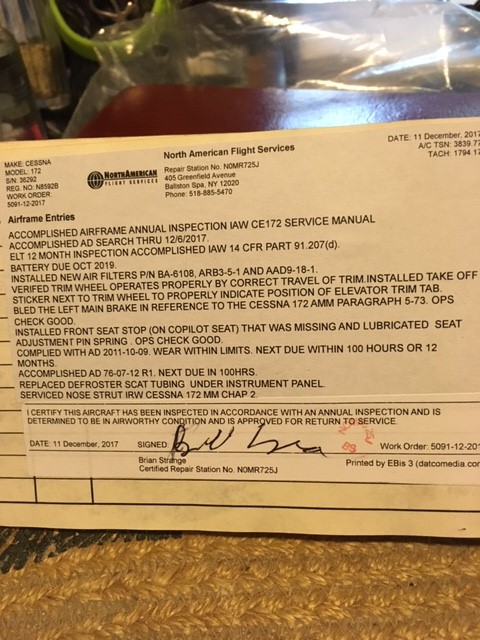 North American Flight Services
DATE: 11 December, 2017
MAKE: CESSNA
MODEL: 172
S/N: 36292
REG. NO: N8592B
WORK ORDER:
5091-12-2017
NORTHAMERICAN
FLIGHT SERVICES
Repair Station No. N0MR725J
405 Greenfield Avenue
Ballston Spa, NY 12020
Phone: 518-885-5470
A/C TSN: 3839.77
TACH: 1794.17
Airframe Entries
ACCOMPLISHED AIRFRAME ANNUAL INSPECTION IAW CE172 SERVICE MANUAL
ACCOMPLISHED AD SEARCH THRU 12/6/2017.
ELT 12 MONTH INSPECTION ACCOMPLISHED IAW 14 CFR PART 91.207(d).
BATTERY DUE OCT 2019.
INSTALLED NEW AIR FILTERS P/N BA-6108, ARB3-5-1 AND AAD9-18-1.
VERIFED TRIM WHEEL OPERATES PROPERLY BY CORRECT TRAVEL OF TRIM.INSTALLED TAKE OFF
STICKER NEXT TO TRIM WHEEL TO PROPERLY INDICATE POSITION OF ELEVATOR TRIM TAB.
BLED THE LEFT MAIN BRAKE IN REFERENCE TO THE CESSNA 172 AMM PARAGRAPH 5-73. OPS
CHECK GOOD.
INSTALLED FRONT SEAT STOP (ON COPILOT SEAT) THAT WAS MISSING AND LUBRICATED SEAT
ADJUSTMENT PIN SPRING . OPS CHECK GOOD.
COMPLIED WITH AD 2011-10-09. WEAR WITHIN LIMITS. NEXT DUE WITHIN 100 HOURS OR 12
MONTHS.
ACCOMPLISHED AD 76-07-12 R1. NEXT DUE IN 100HRS.
REPLACED DEFROSTER SCAT TUBING UNDER INSTRUMENT PANEL.
SERVICED NOSE STRUT IRW CESSNA 172 MM CHAP 2.
I CERTIFY THIS AIRCRAFT HAS BEEN INSPECTED IN ACCORDANCE WITH AN ANNUAL INSPECTION AND IS
DETERMINED TO BE IN AIRWORTHY CONDITION AND IS APPROVED FOR RETURN TO SERVICE.
DATE: 11 December, 2017 SIGNED: Work Order: 5091-12-201
Brian Strange
Certified Repair Station No. N0MR725J
Printed by EBis 3 (datcomedia.com